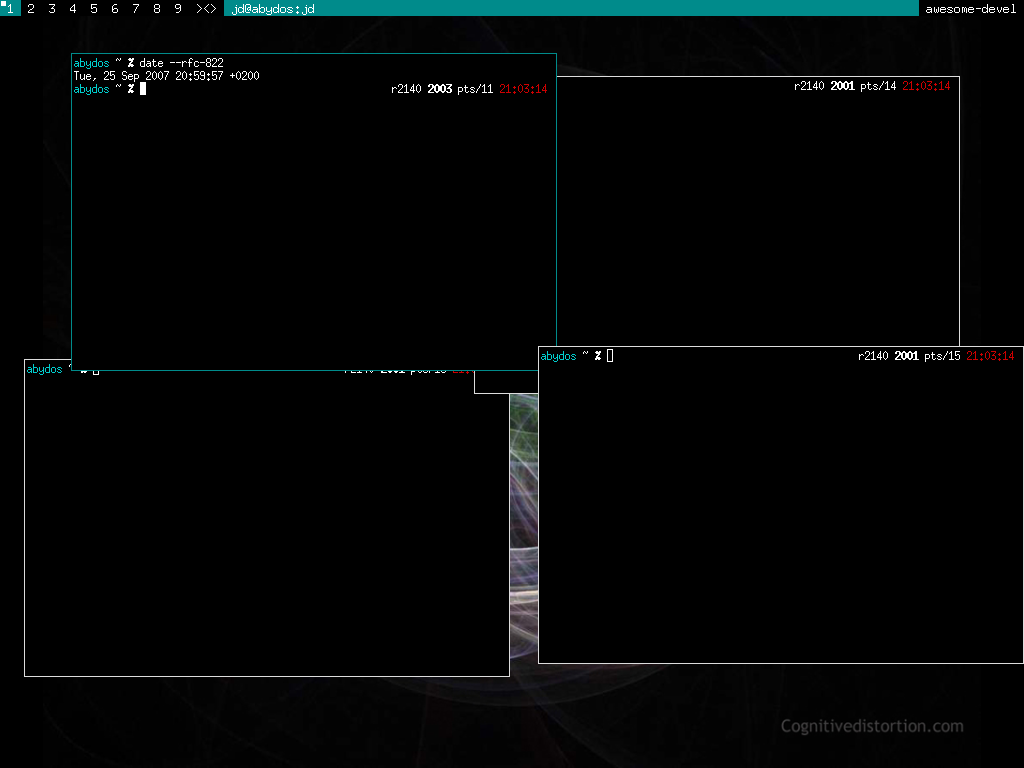 1 2 3 4 5 6 7 8 9 ><> jd@abydos:jd awesome-devel
abydos ~ % date --rfc-822
Tue, 25 Sep 2007 20:59:57 +0200
abydos ~ % r2140 2003 pts/11 21:03:14
r2140 2001 pts/14 21:03:14
abydos ~ % r2140 2001 pts/15 21:03:14
abydos ~ %
Cognitivedistortion.com